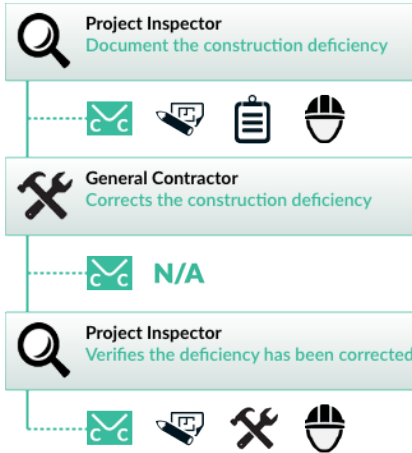 Project Inspector
Document the construction deficiency
C C
General Contractor
Corrects the construction deficiency
C C N/A
Project Inspector
Verifies the deficiency has been corrected
C C